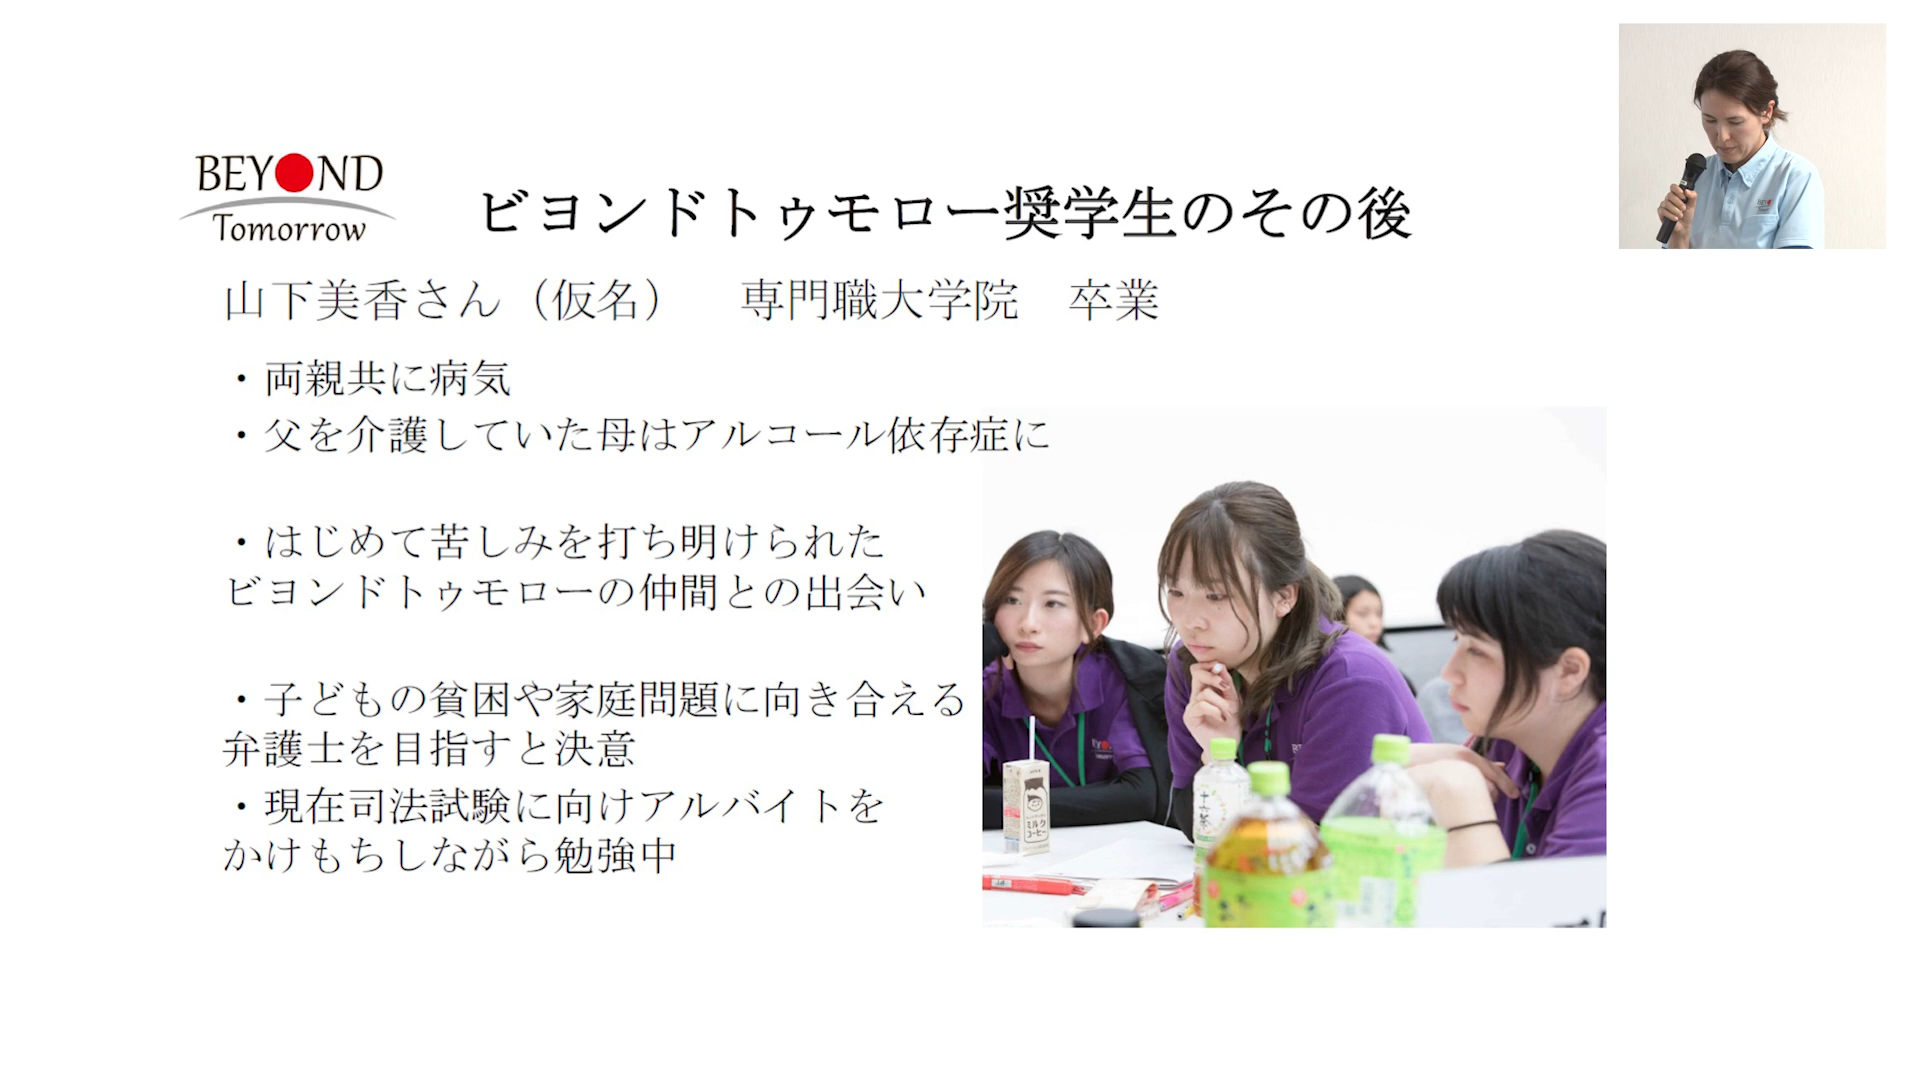 BEYOND
Tomorrow
ビヨンドトゥモロー奨学生のその後
山下美香さん（仮名）　専門職大学院　卒業
・両親共に病気
・父を介護していた母はアルコール依存症に
・はじめて苦しみを打ち明けられた
ビヨンドトゥモローの仲間との出会い
・子どもの貧困や家庭問題に向き合える
弁護士を目指すと決意
・現在司法試験に向けアルバイトを
かけもちしながら勉強中
ミルク
コーヒー
十六茶